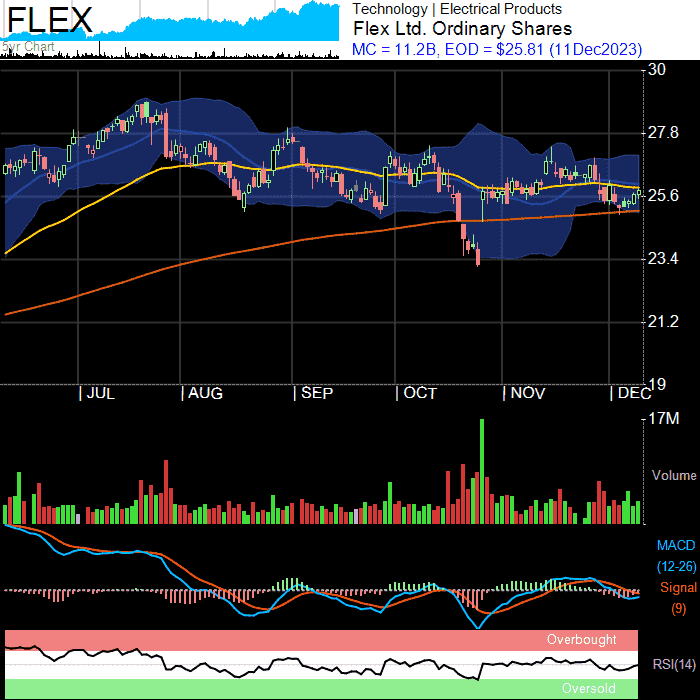 FLEX
5yr Chart
Technology | Electrical Products
Flex Ltd. Ordinary Shares
MC = 11.2B, EOD = $25.81 (11Dec2023)
30
27.8
25.6
23.4
21.2
19
| JUL | AUG | SEP | OCT | NOV | DEC
17M
Volume
MACD
(12-26)
Signal
(9)
Overbought
RSI(14)
Oversold